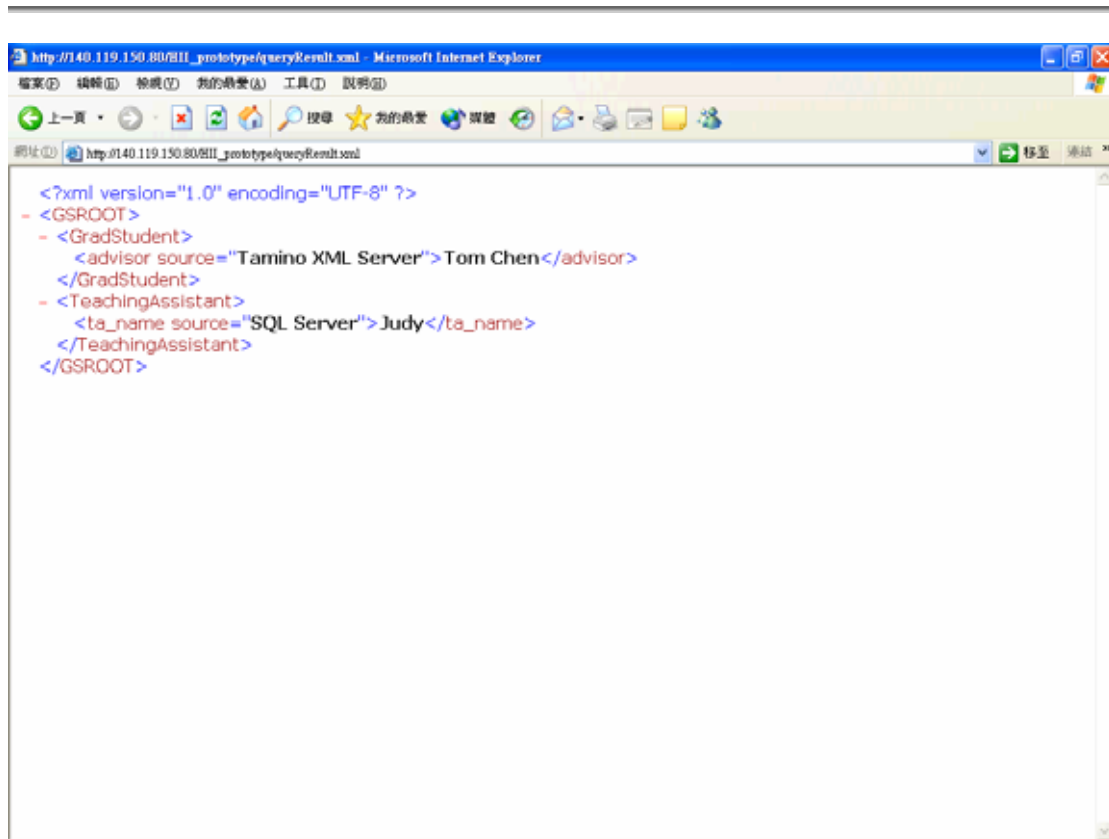 http://140.119.150.80/HII_prototype/queryResult.xml - Microsoft Internet Explorer
檔案(F) 編輯(E) 檢視(V) 我的最愛(A) 工具(T) 說明(H)
上一頁 搜尋 我的最愛 媒體
網址(D) http://140.119.150.80/HII_prototype/queryResult.xml 移至 連結 »
<?xml version="1.0" encoding="UTF-8" ?>
- <GSROOT>
- <GradStudent>
<advisor source="Tamino XML Server">Tom Chen</advisor>
</GradStudent>
- <TeachingAssistant>
<ta_name source="SQL Server">Judy</ta_name>
</TeachingAssistant>
</GSROOT>